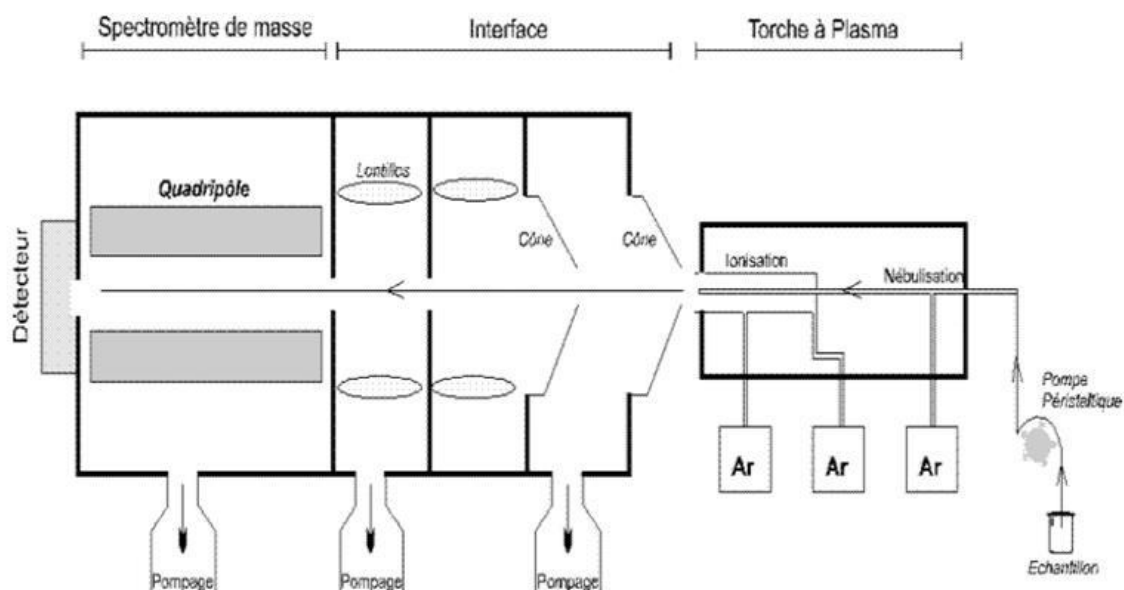 Spectromètre de masse
Interface
Torche à Plasma
Quadripôle
Lentilles
Cône
Cône
Ionisation
Nébulisation
Détecteur
Pompe
Péristaltique
Ar
Ar
Ar
Pompage
Pompage
Pompage
Echantillon